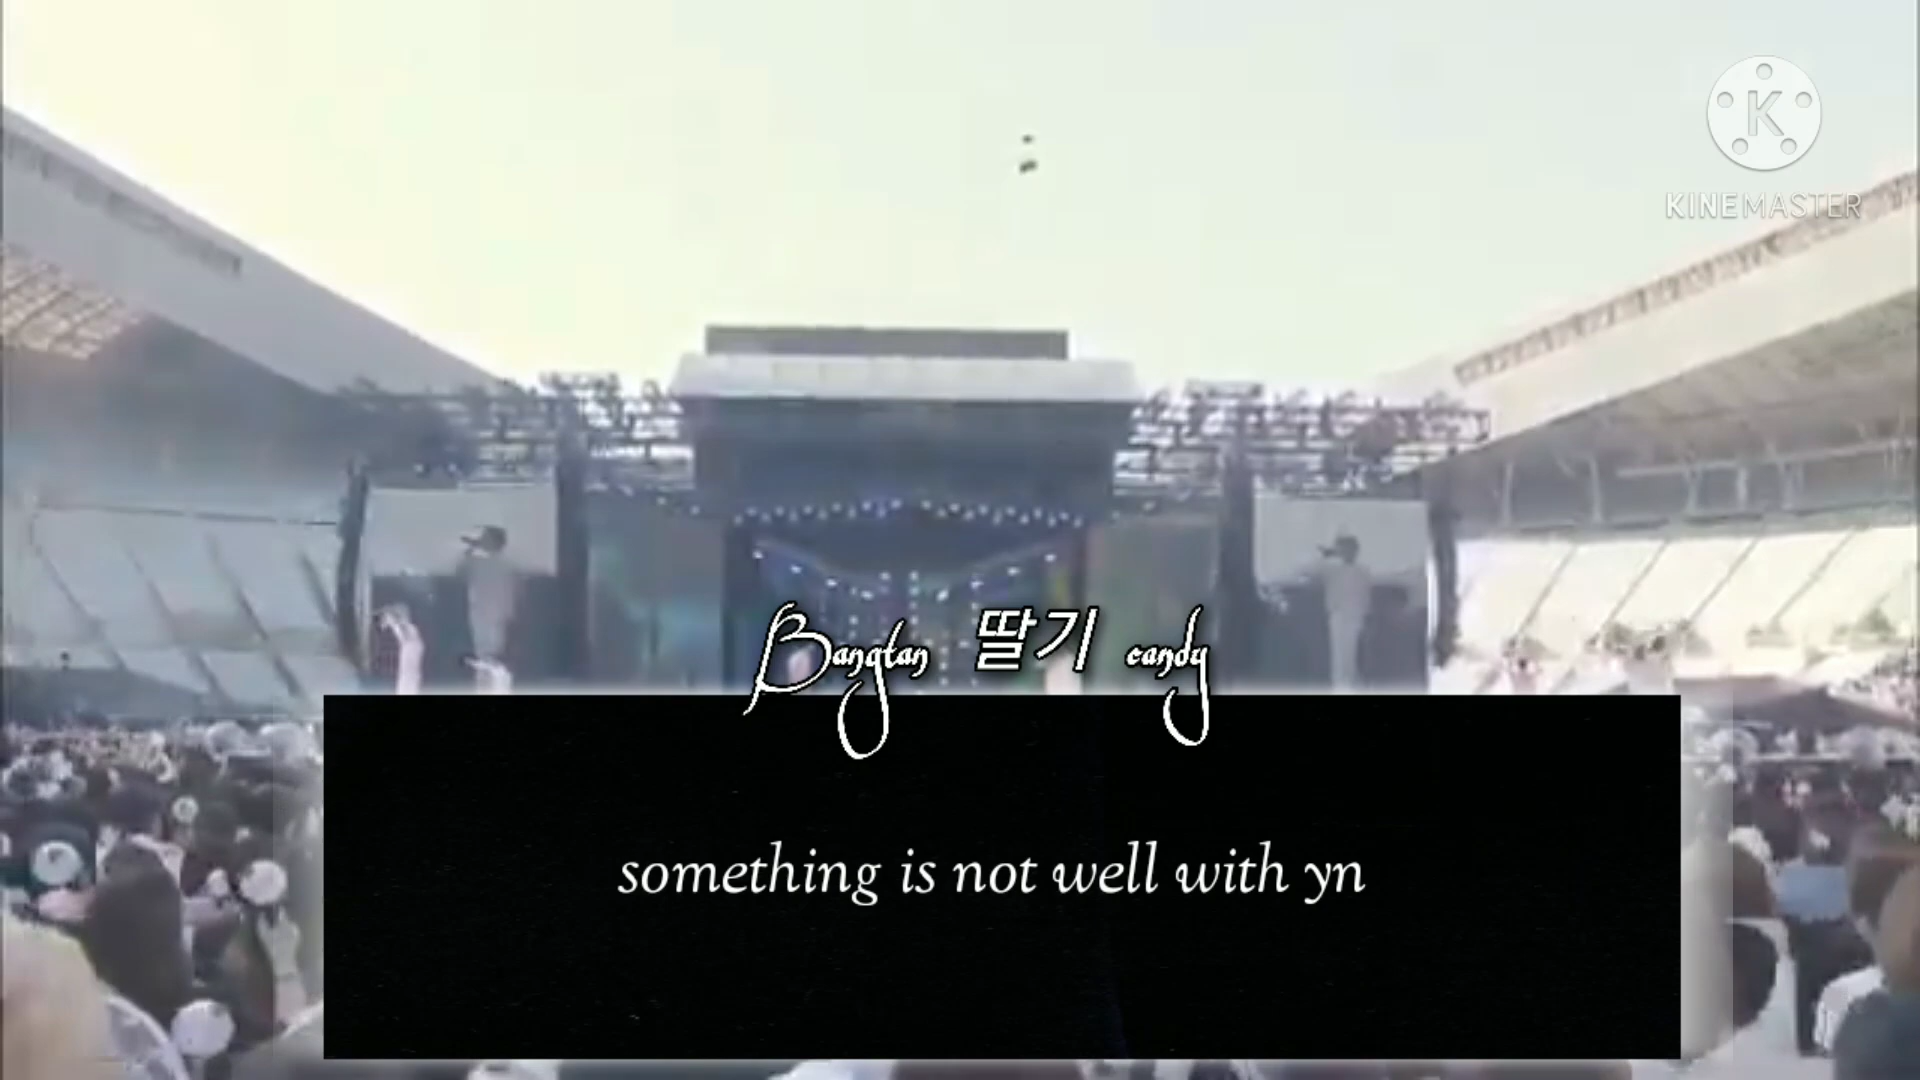 K
KINEMASTER
Bangtan 딸기 candy
something is not well with yn